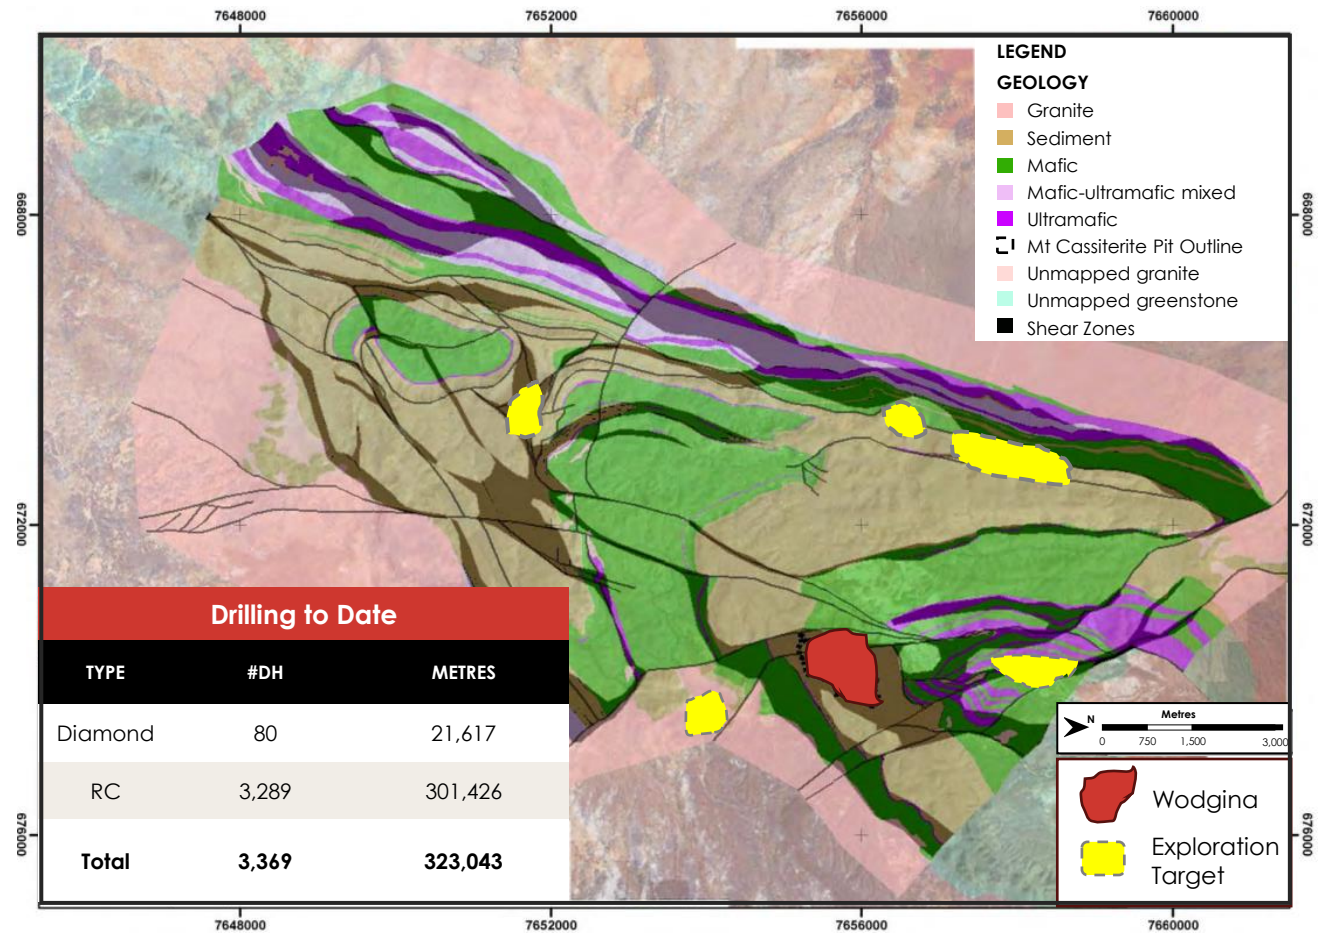 7648000 7652000 7656000 7660000
LEGEND
GEOLOGY
Granite
Sediment
Mafic
Mafic-ultramafic mixed
Ultramafic
Mt Cassiterite Pit Outline
Unmapped granite
Unmapped greenstone
Shear Zones
668000 668000
672000 672000
676000 676000
Drilling to Date
TYPE #DH METRES
Diamond 80 21,617
RC 3,289 301,426
Total 3,369 323,043
N
Metres
0 750 1,500 3,000
Wodgina
Exploration
Target
7648000 7652000 7656000 7660000